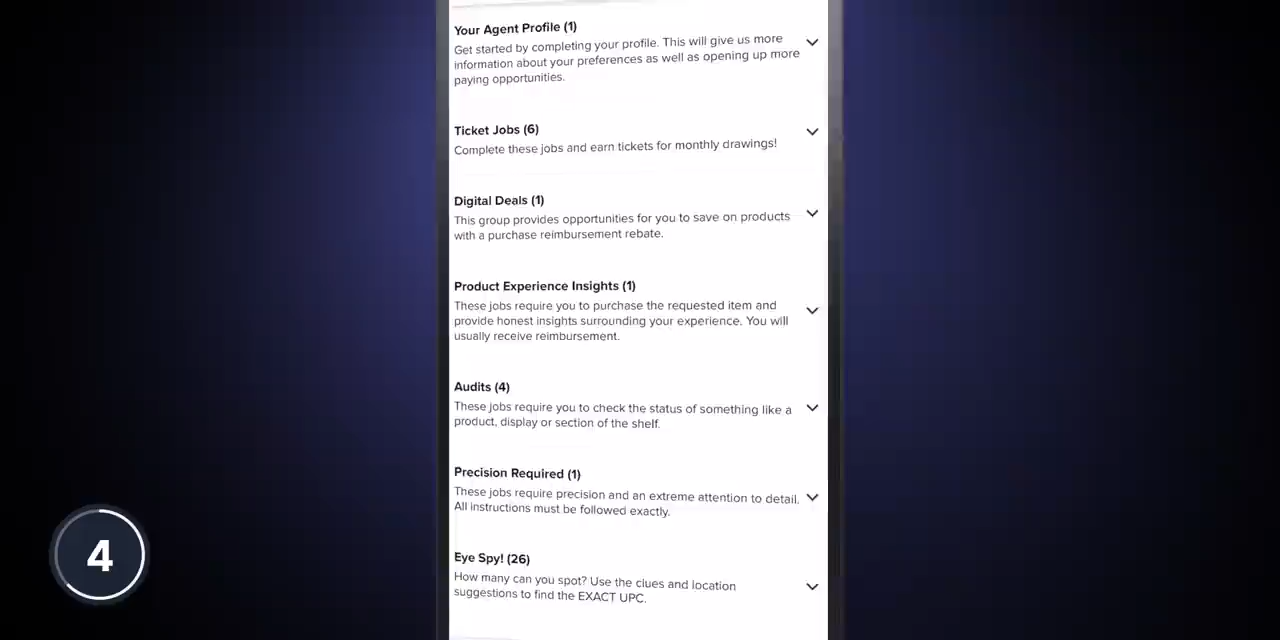 Your Agent Profile (1)
Get started by completing your profile. This will give us more
information about your preferences as well as opening up more
paying opportunities.
Ticket Jobs (6)
Complete these jobs and earn tickets for monthly drawings!
Digital Deals (1)
This group provides opportunities for you to save on products
with a purchase reimbursement rebate.
Product Experience Insights (1)
These jobs require you to purchase the requested item and
provide honest insights surrounding your experience. You will
usually receive reimbursement.
Audits (4)
These jobs require you to check the status of something like a
product, display or section of the shelf.
Precision Required (1)
These jobs require precision and an extreme attention to detail.
All instructions must be followed exactly.
Eye Spy! (26)
How many can you spot? Use the clues and location
suggestions to find the EXACT UPC.
4